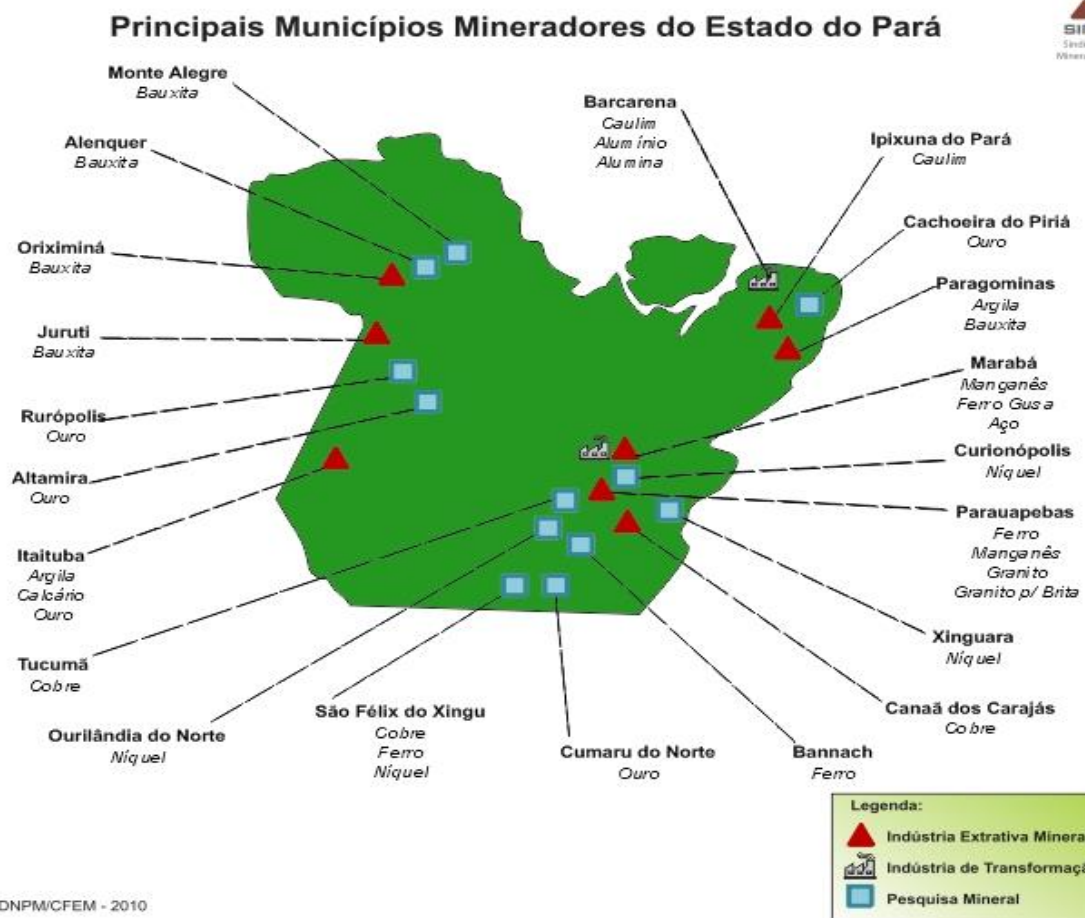 Principais Municípios Mineradores do Estado do Pará
Monte Alegre
Bauxita
Alenquer
Bauxita
Oriximiná
Bauxita
Juruti
Bauxita
Rurópolis
Ouro
Altamira
Ouro
Itaituba
Argila
Calcário
Ouro
Tucumã
Cobre
Ourilândia do Norte
Níquel
São Félix do Xingu
Cobre
Ferro
Níquel
Cumaru do Norte
Ouro
Bannach
Ferro
Canaã dos Carajás
Cobre
Xinguara
Níquel
Parauapebas
Ferro
Manganês
Granito
Granito p/ Brita
Curionópolis
Níquel
Marabá
Manganês
Ferro Gusa
Aço
Paragominas
Argila
Bauxita
Cachoeira do Piriá
Ouro
Ipixuna do Pará
Caulim
Barcarena
Caulim
Alumínio
Alumina
Legenda:
Indústria Extrativa Minera
Indústria de Transformaçã
Pesquisa Mineral
DNPM/CFEM - 2010